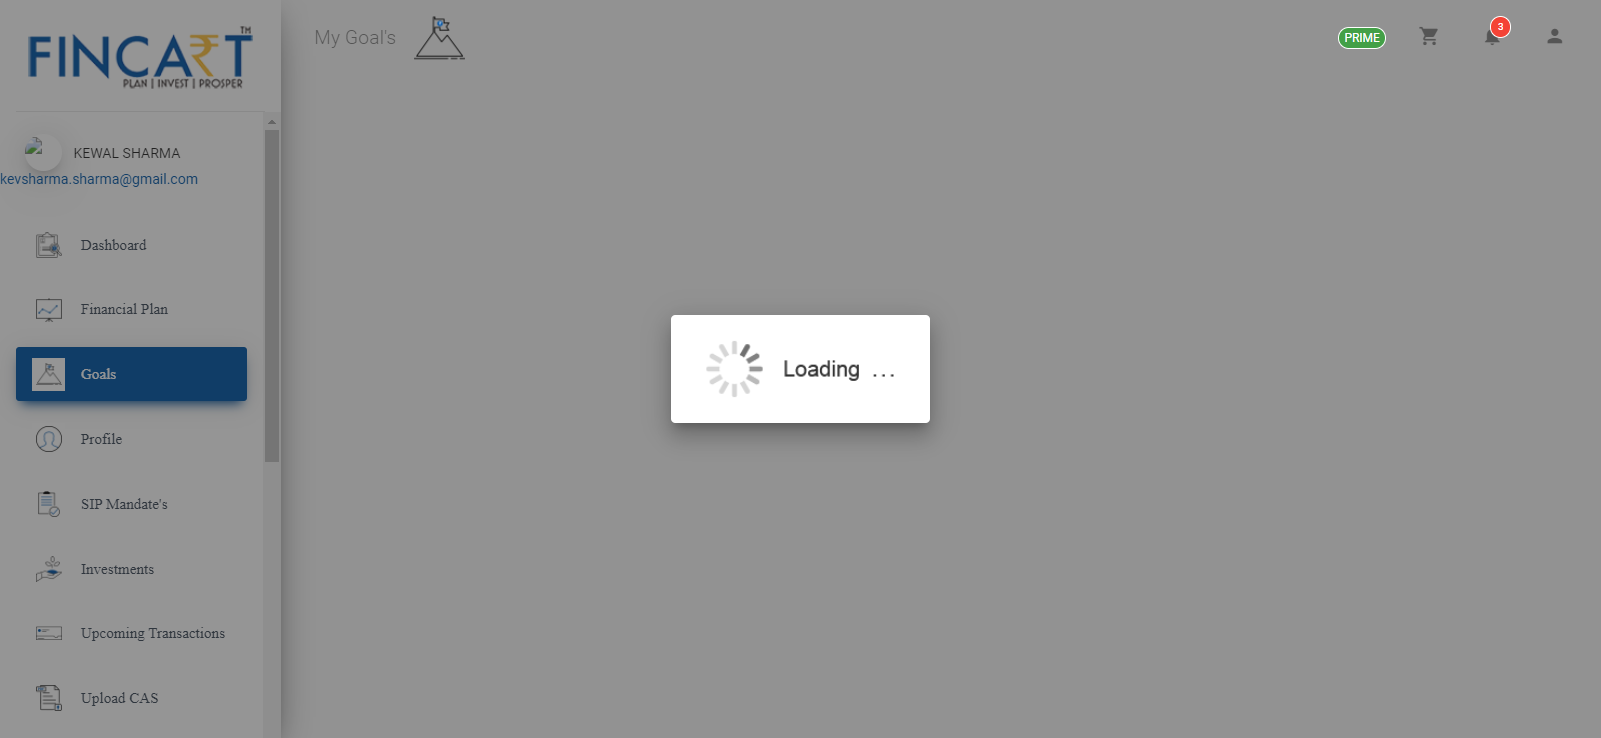 FINCART TM
PLAN | INVEST | PROSPER
My Goal's
PRIME
3
KEWAL SHARMA
kevsharma.sharma@gmail.com
Dashboard
Financial Plan
Goals
Profile
SIP Mandate's
Investments
Upcoming Transactions
Upload CAS
Loading ...